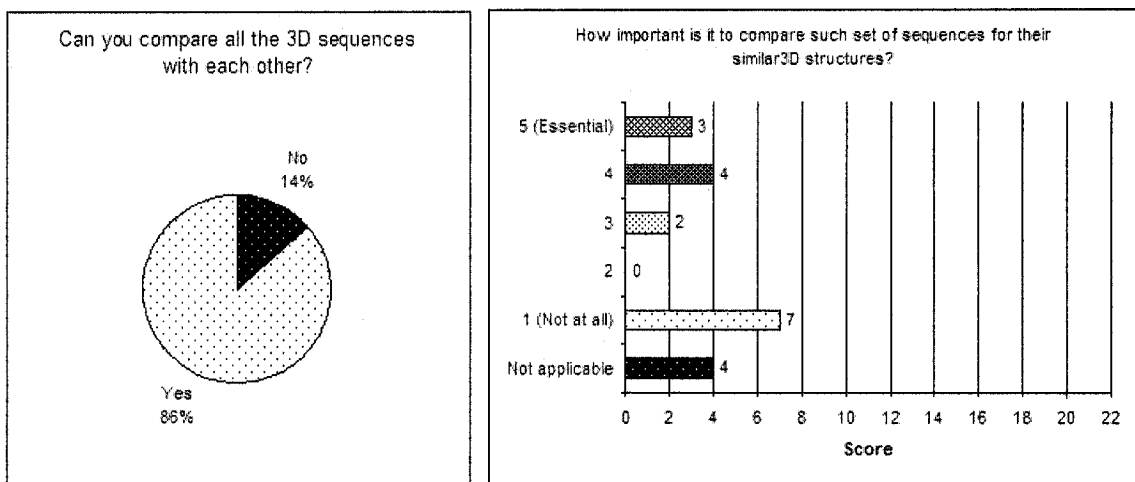 Can you compare all the 3D sequences
with each other?
No
14%
Yes
86%
How important is it to compare such set of sequences for their
similar3D structures?
5 (Essential)
3
4
4
3
2
2
0
1 (Not at all)
7
Not applicable
4
0 2 4 6 8 10 12 14 16 18 20 22
Score